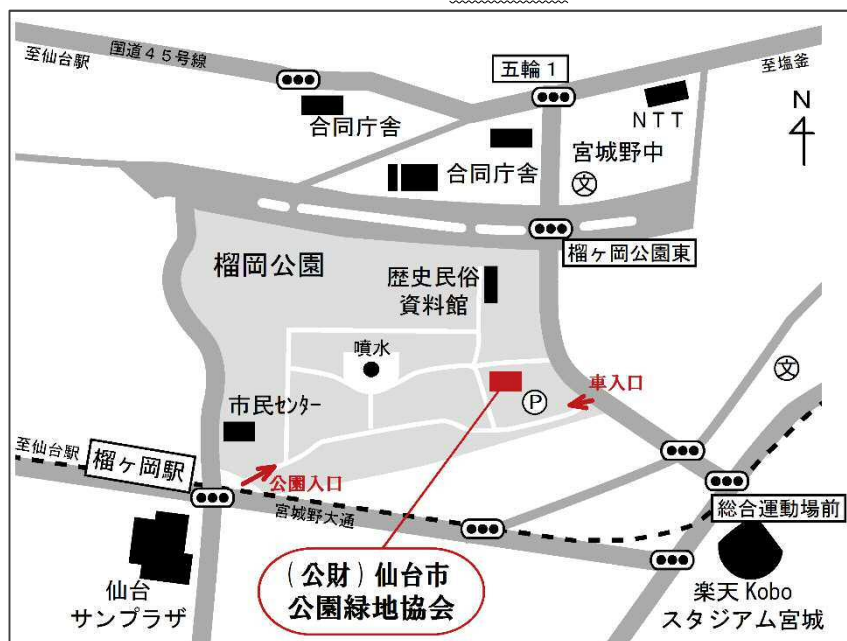 至仙台駅
国道45号線
五輪1
至塩釜
合同庁舎
NTT
N
宮城野中
合同庁舎
文
榴岡公園
榴ヶ岡公園東
歴史民俗
資料館
噴水
文
車入口
P
市民センター
至仙台駅
榴ヶ岡駅
公園入口
宮城野大通
総合運動場前
(公財)仙台市
公園緑地協会
仙台
サンプラザ
楽天Kobo
スタジアム宮城